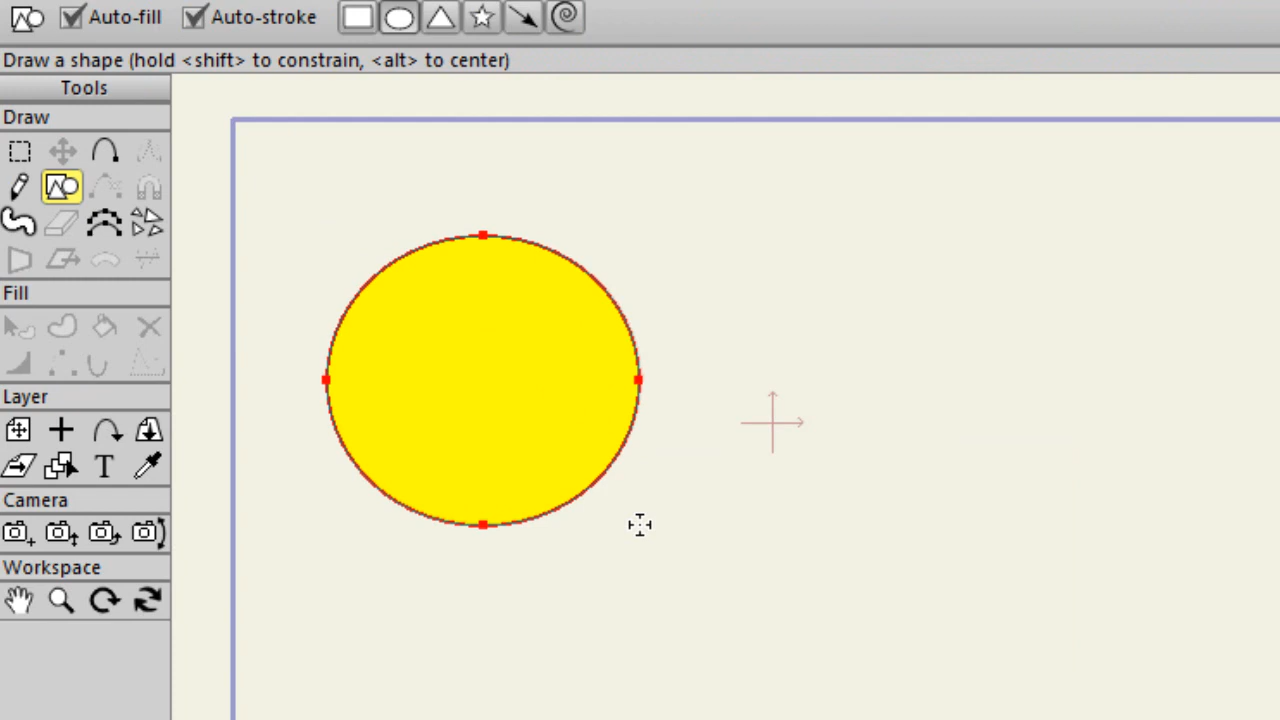 Auto-fill Auto-stroke
Draw a shape (hold <shift> to constrain, <alt> to center)
Tools
Draw
Fill
Layer
T
Camera
Workspace